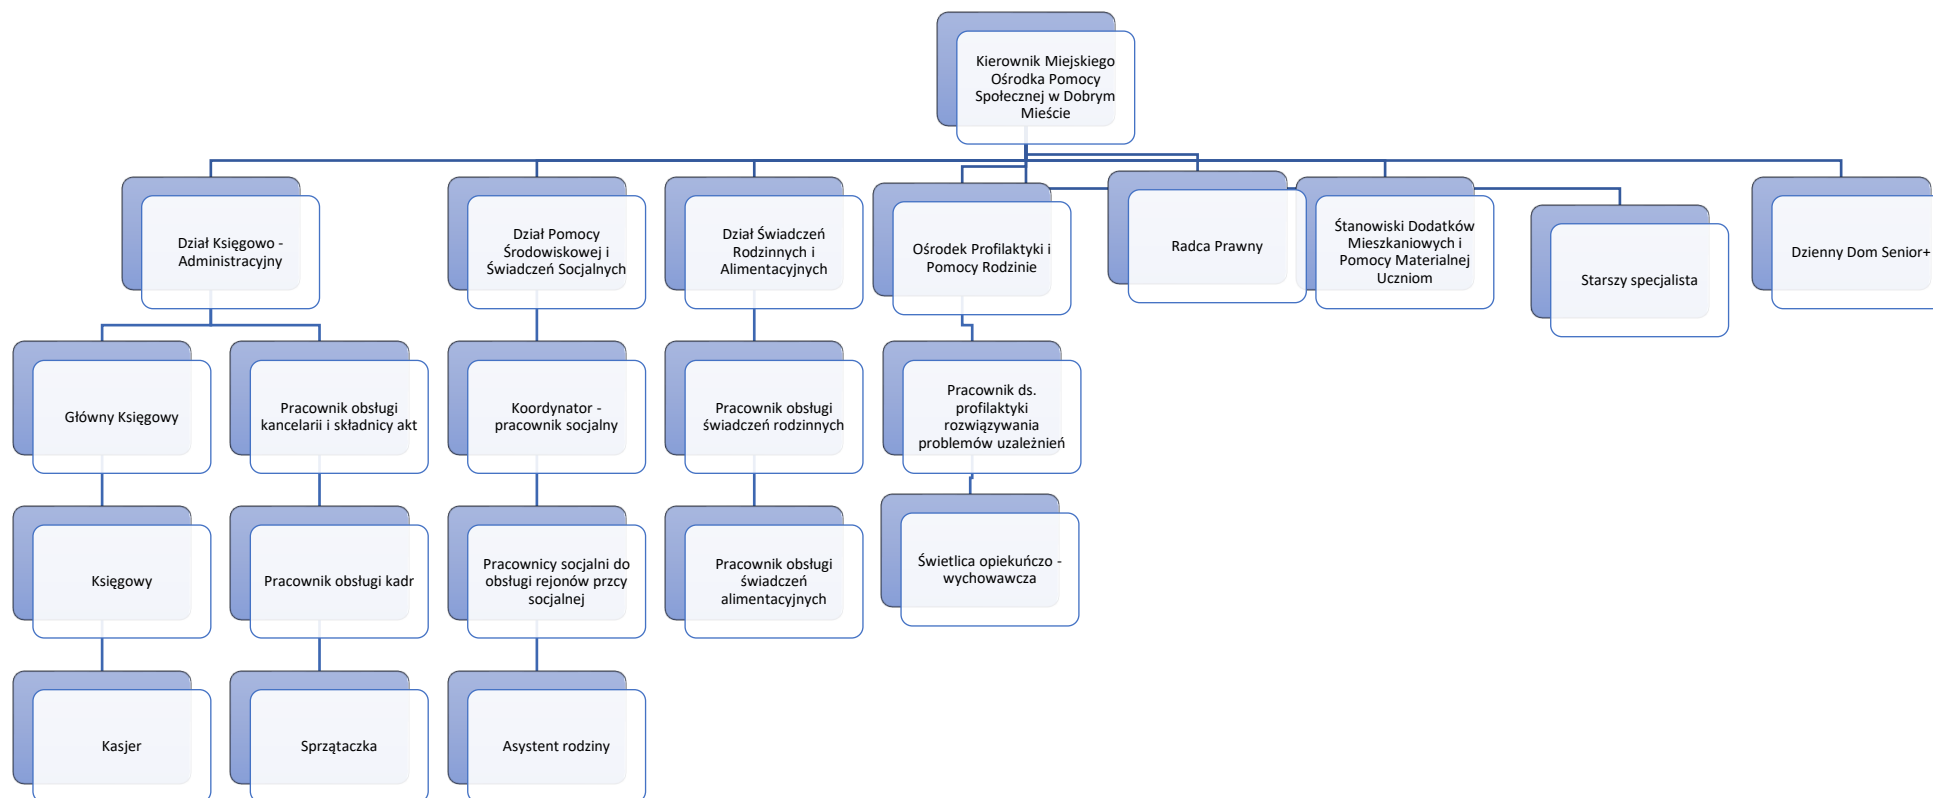 Kierownik Miejskiego
Ośrodka Pomocy
Społecznej w Dobrym
Mieście
Dział Księgowo -
Administracyjny
Dział Pomocy
Środowiskowej i
Świadczeń Socjalnych
Dział Świadczeń
Rodzinnych i
Alimentacyjnych
Ośrodek Profilaktyki i
Pomocy Rodzinie
Radca Prawny
Śtanowiski Dodatków
Mieszkaniowych i
Pomocy Materialnej
Uczniom
Starszy specjalista
Dzienny Dom Senior+
Główny Księgowy
Pracownik obsługi
kancelarii i składnicy akt
Koordynator -
pracownik socjalny
Pracownik obsługi
świadczeń rodzinnych
Pracownik ds.
profilaktyki
rozwiązywania
problemów uzależnień
Księgowy
Pracownik obsługi kadr
Pracownicy socjalni do
obsługi rejonów przcy
socjalnej
Pracownik obsługi
świadczeń
alimentacyjnych
Świetlica opiekuńczo -
wychowawcza
Kasjer
Sprzątaczka
Asystent rodziny